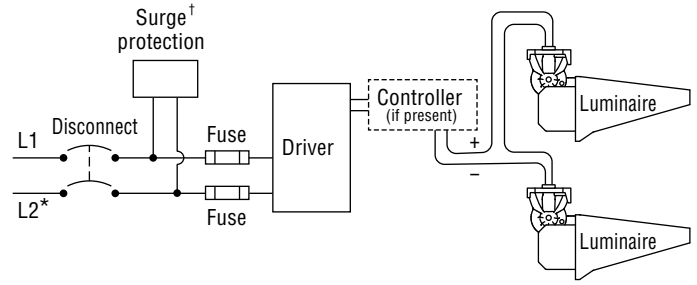 Surge†
protection
L1
Disconnect
Fuse
Driver
Controller
(if present)
+
–
Luminaire
L2*
Fuse
Luminaire